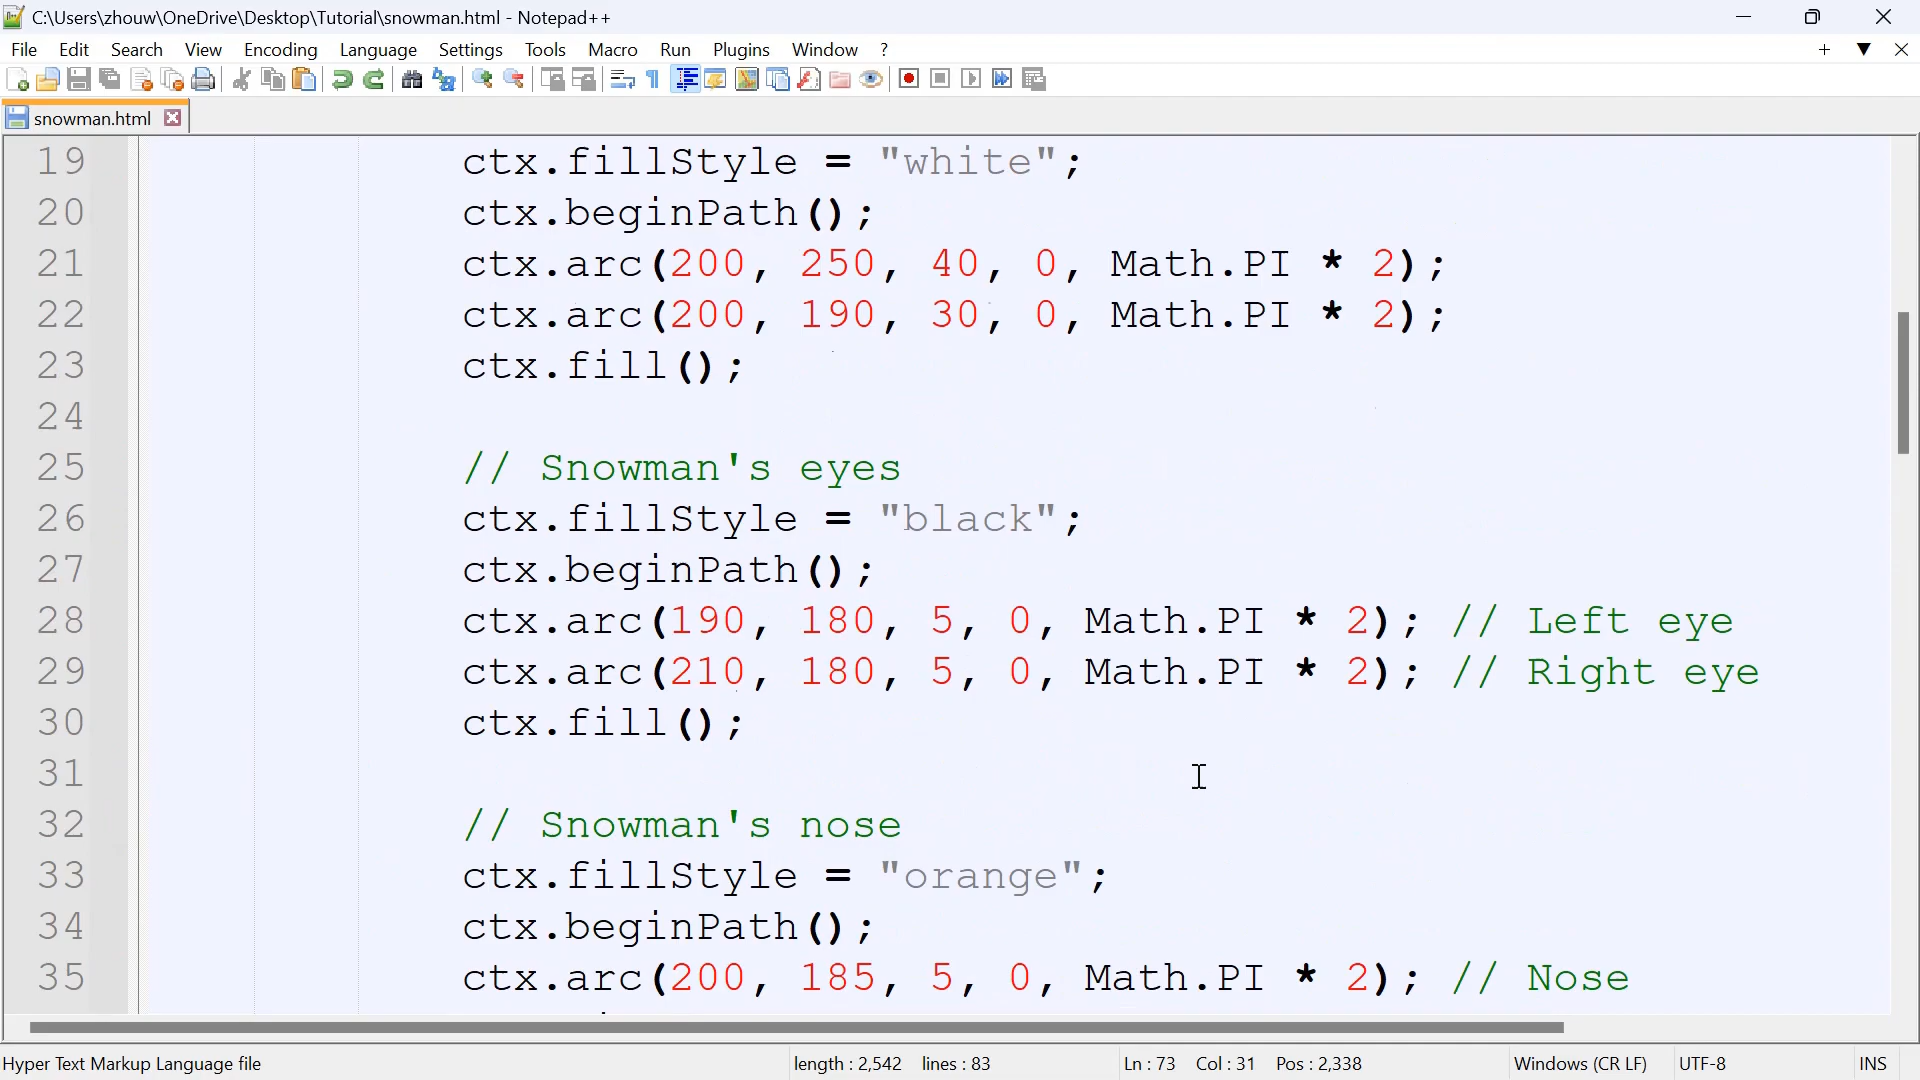 C:\Users\zhouw\OneDrive\Desktop\Tutorial\snowman.html - Notepad++
File Edit Search View Encoding Language Settings Tools Macro Run Plugins Window ?
snowman.html
19 ctx.fillStyle = "white";
20 ctx.beginPath();
21 ctx.arc(200, 250, 40, 0, Math.PI * 2);
22 ctx.arc(200, 190, 30, 0, Math.PI * 2);
23 ctx.fill();
24
25 // Snowman's eyes
26 ctx.fillStyle = "black";
27 ctx.beginPath();
28 ctx.arc(190, 180, 5, 0, Math.PI * 2); // Left eye
29 ctx.arc(210, 180, 5, 0, Math.PI * 2); // Right eye
30 ctx.fill();
31
32 // Snowman's nose
33 ctx.fillStyle = "orange";
34 ctx.beginPath();
35 ctx.arc(200, 185, 5, 0, Math.PI * 2); // Nose
Hyper Text Markup Language file length : 2,542 lines : 83 Ln : 73 Col : 31 Pos : 2,338 Windows (CR LF) UTF-8 INS